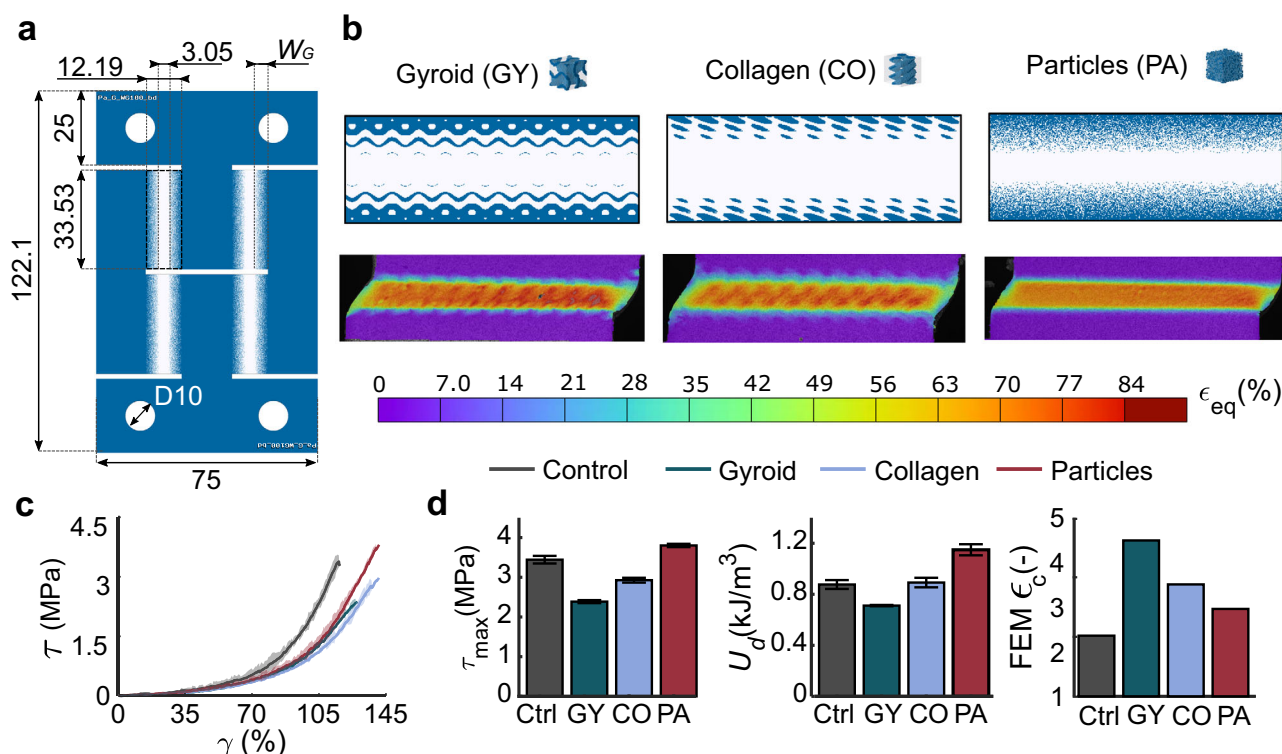 a
3.05
W_G
12.19
Pa_G_WG100_bd
25
33.53
122.1
D10
Pa_G_WG100_bd
75
b
Gyroid (GY)
Collagen (CO)
Particles (PA)
0 7.0 14 21 28 35 42 49 56 63 70 77 84
ϵ_eq(%)
Control Gyroid Collagen Particles
c
τ (MPa)
4.5
3
1.5
0
0 35 70 105 145
γ (%)
d
τ_max(MPa)
4
3
2
1
0
Ctrl GY CO PA
U_d(kJ/m³)
1.2
0.8
0.4
0
Ctrl GY CO PA
FEM ϵ_c(-)
5
4
3
2
1
Ctrl GY CO PA